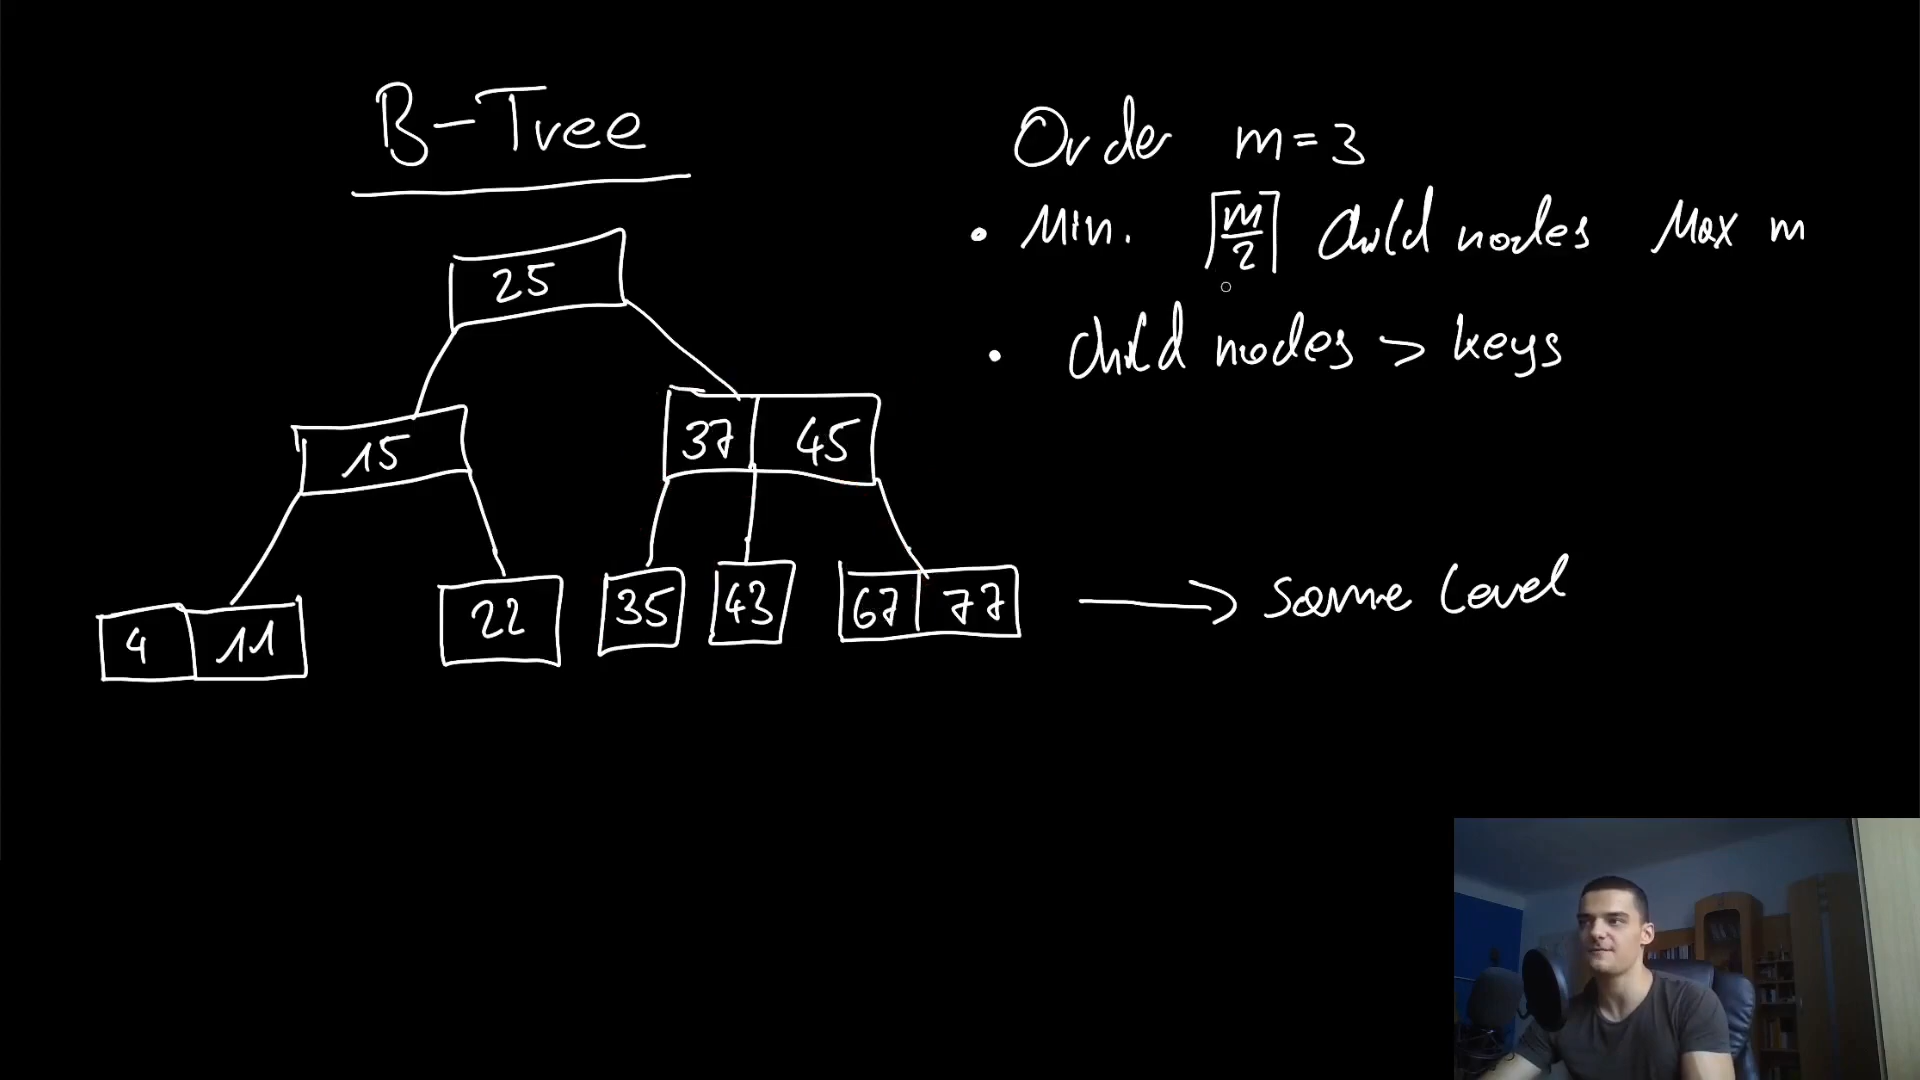 B-Tree
Order m=3
• Min. ⌈m/2⌉ Child nodes Max m
• Child nodes > keys
25
15
37 45
4 11
22
35
43
67 77
→ same level